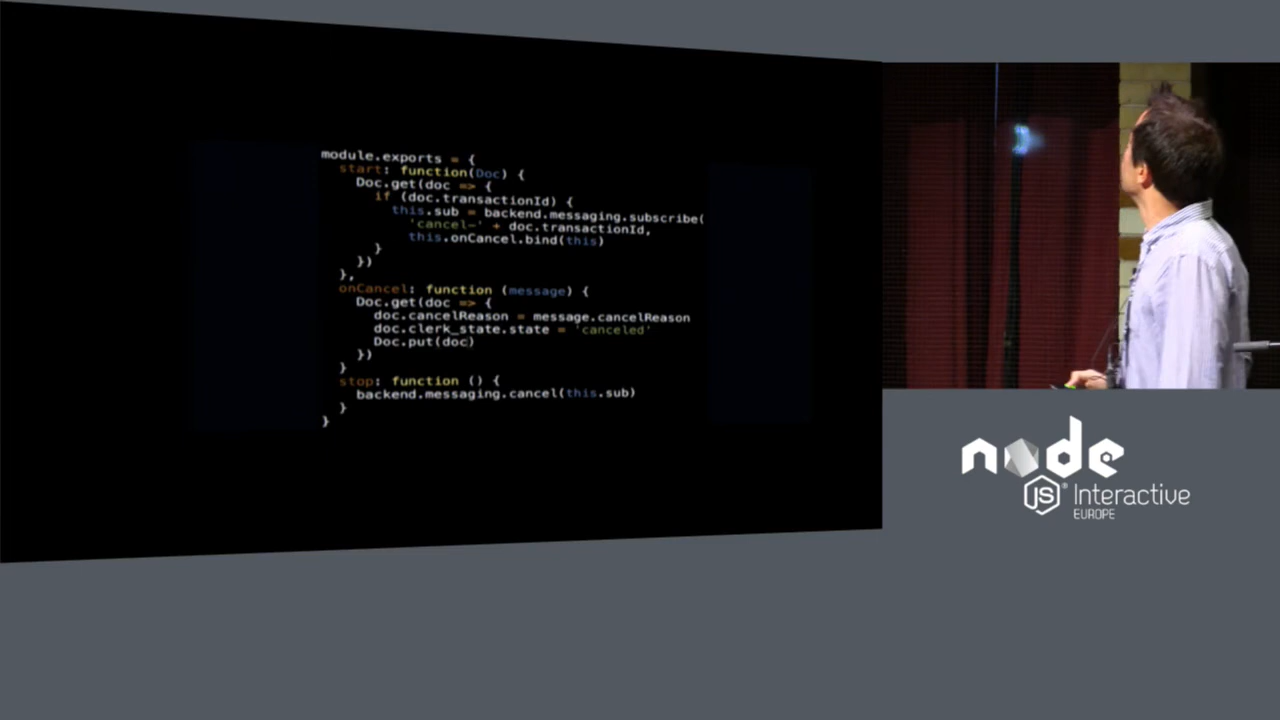 module.exports = {
  start: function(Doc) {
    Doc.get(doc => {
      if (doc.transactionId) {
        this.sub = backend.messaging.subscribe(
          'cancel-' + doc.transactionId,
          this.onCancel.bind(this)
      }
    })
  },
  onCancel: function (message) {
    Doc.get(doc => {
      doc.cancelReason = message.cancelReason
      doc.clerk_state.state = 'canceled'
      Doc.put(doc)
    })
  }
  stop: function () {
    backend.messaging.cancel(this.sub)
  }
}
node
JS® Interactive
EUROPE